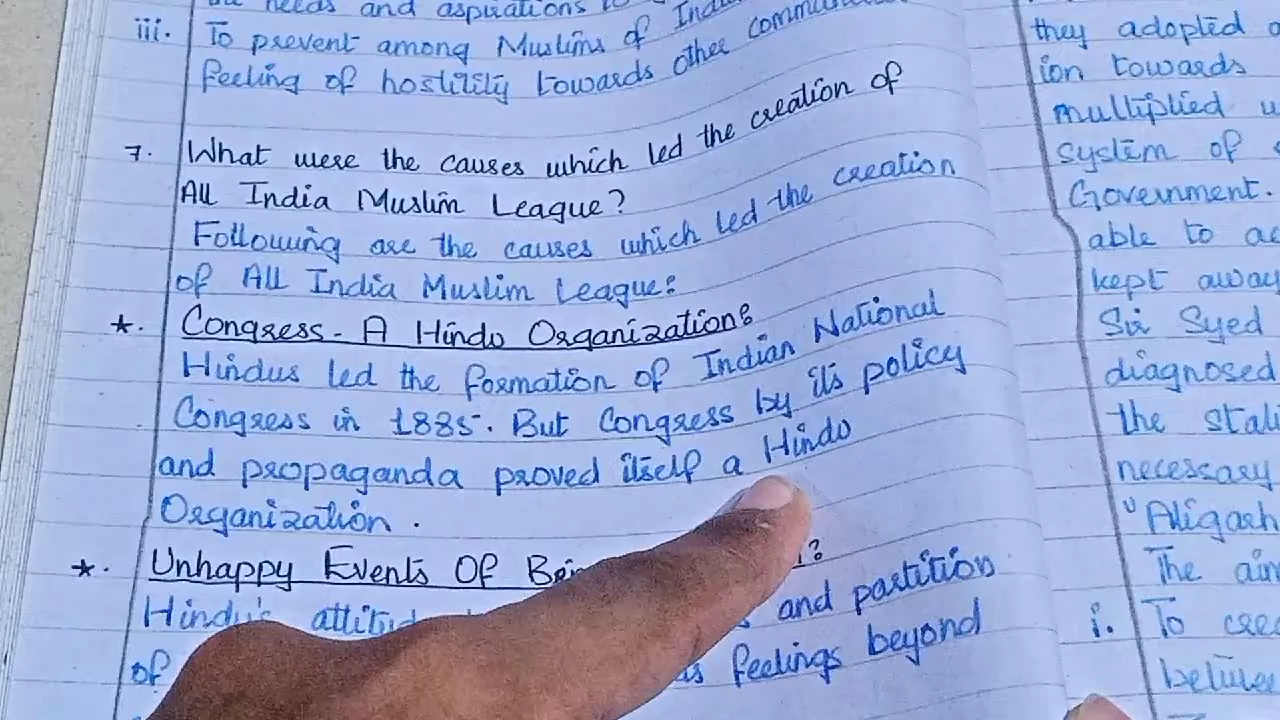 needs and aspirations
iii. To prevent among Muslims of
feeling of hostility towards other
7. What were the causes which led the creation of
All India Muslim League?
Following are the causes which led the creation
of All India Muslim League:
*. Congress - A Hindu Organization:
Hindus led the formation of Indian National
Congress in 1885. But Congress by its policy
and propaganda proved itself a Hindu
Organization.
*. Unhappy Events Of
Hindu's and partition
of feelings beyond
they adopted
ion towards
multiplied
system of
Government.
able to
kept away
Sir Syed
diagnosed
the
necessary
"Aligarh
The
i. To